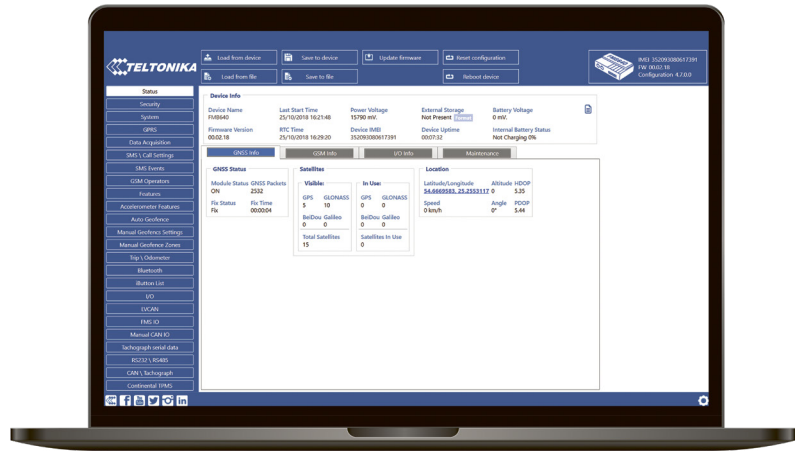 TELTONIKA
Load from device
Save to device
Update firmware
Reset configuration
Load from file
Save to file
Reboot device
IMEI 352093080617391
FW 00.02.18
Configuration 4.7.0.0
Status
Security
System
GPRS
Data Acquisition
SMS \ Call Settings
SMS Events
GSM Operators
Features
Accelerometer Features
Auto Geofence
Manual Geofence Settings
Manual Geofence Zones
Trip \ Odometer
Bluetooth
iButton List
I/O
LVCAN
FMS IO
Manual CAN IO
Tachograph serial data
RS232 \ RS485
CAN \ Tachograph
Continental TPMS
Device Info
Device Name Last Start Time Power Voltage External Storage Battery Voltage
FMB640 25/10/2018 16:21:48 15790 mV. Not Present Format 0 mV.
Firmware Version RTC Time Device IMEI Device Uptime Internal Battery Status
00.02.18 25/10/2018 16:29:20 352093080617391 00:07:32 Not Charging 0%
GNSS Info GSM Info I/O Info Maintenance
GNSS Status
Module Status GNSS Packets
ON 2532
Fix Status Fix Time
Fix 00:00:04
Satellites
Visible:
GPS GLONASS
5 10
BeiDou Galileo
0 0
Total Satellites
15
In Use:
GPS GLONASS
0 0
BeiDou Galileo
0 0
Satellites In Use
0
Location
Latitude/Longitude Altitude HDOP
54.6669583, 25.2553117 0 5.35
Speed Angle PDOP
0 km/h 0° 5.44